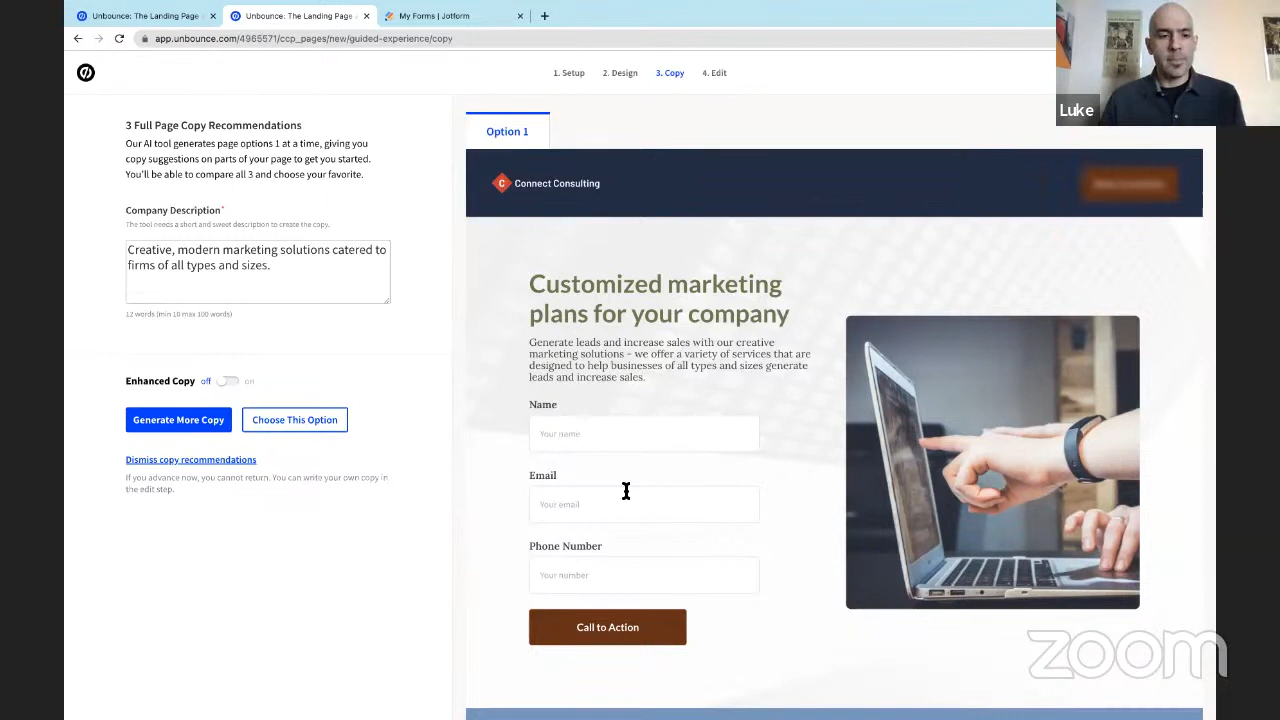 Unbounce: The Landing Page
Unbounce: The Landing Page
My Forms | Jotform
app.unbounce.com/4965571/ccp_pages/new/guided-experience/copy
Luke
1. Setup
2. Design
3. Copy
4. Edit
3 Full Page Copy Recommendations
Our AI tool generates page options 1 at a time, giving you
copy suggestions on parts of your page to get you started.
You'll be able to compare all 3 and choose your favorite.
Company Description*
The tool needs a short and sweet description to create the copy.
Creative, modern marketing solutions catered to
firms of all types and sizes.
12 words (min 10 max 100 words)
Enhanced Copy off on
Generate More Copy
Choose This Option
Dismiss copy recommendations
If you advance now, you cannot return. You can write your own copy in
the edit step.
Option 1
C Connect Consulting
Customized marketing
plans for your company
Generate leads and increase sales with our creative
marketing solutions - we offer a variety of services that are
designed to help businesses of all types and sizes generate
leads and increase sales.
Name
Your name
Email
Your email
Phone Number
Your number
Call to Action
zoom